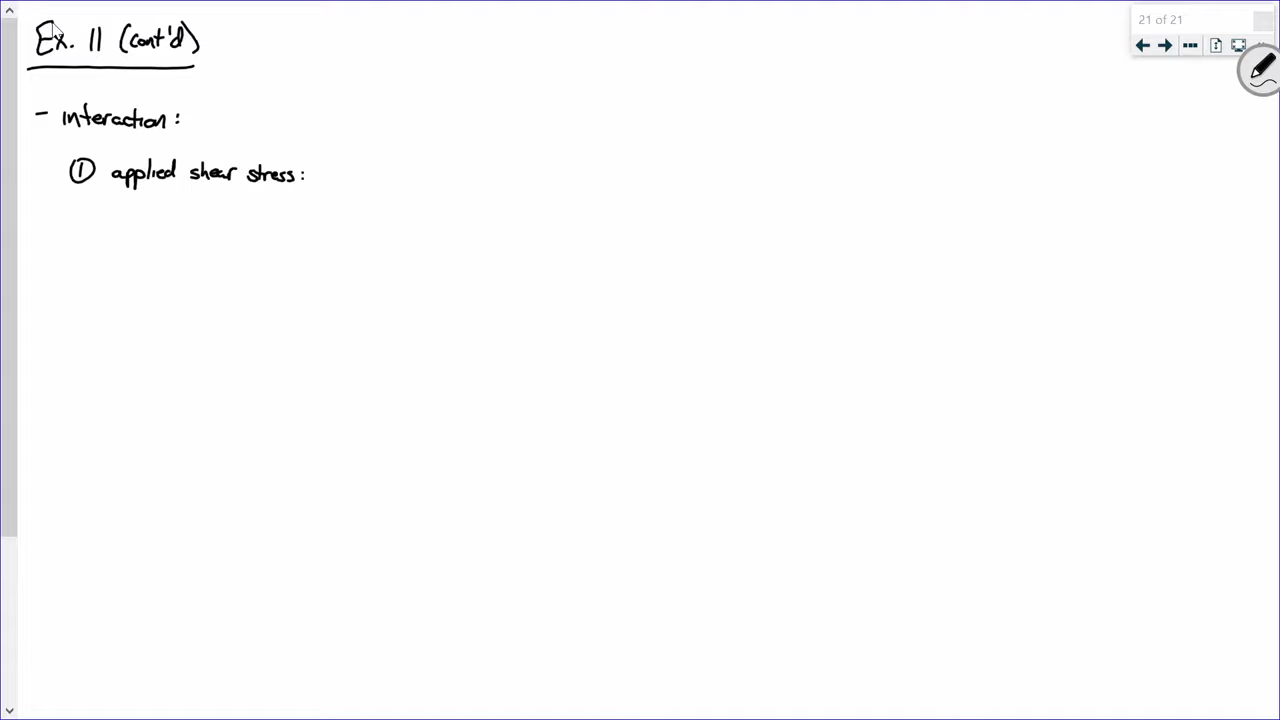 Ex. 11 (cont'd)
21 of 21
- interaction:
① applied shear stress: